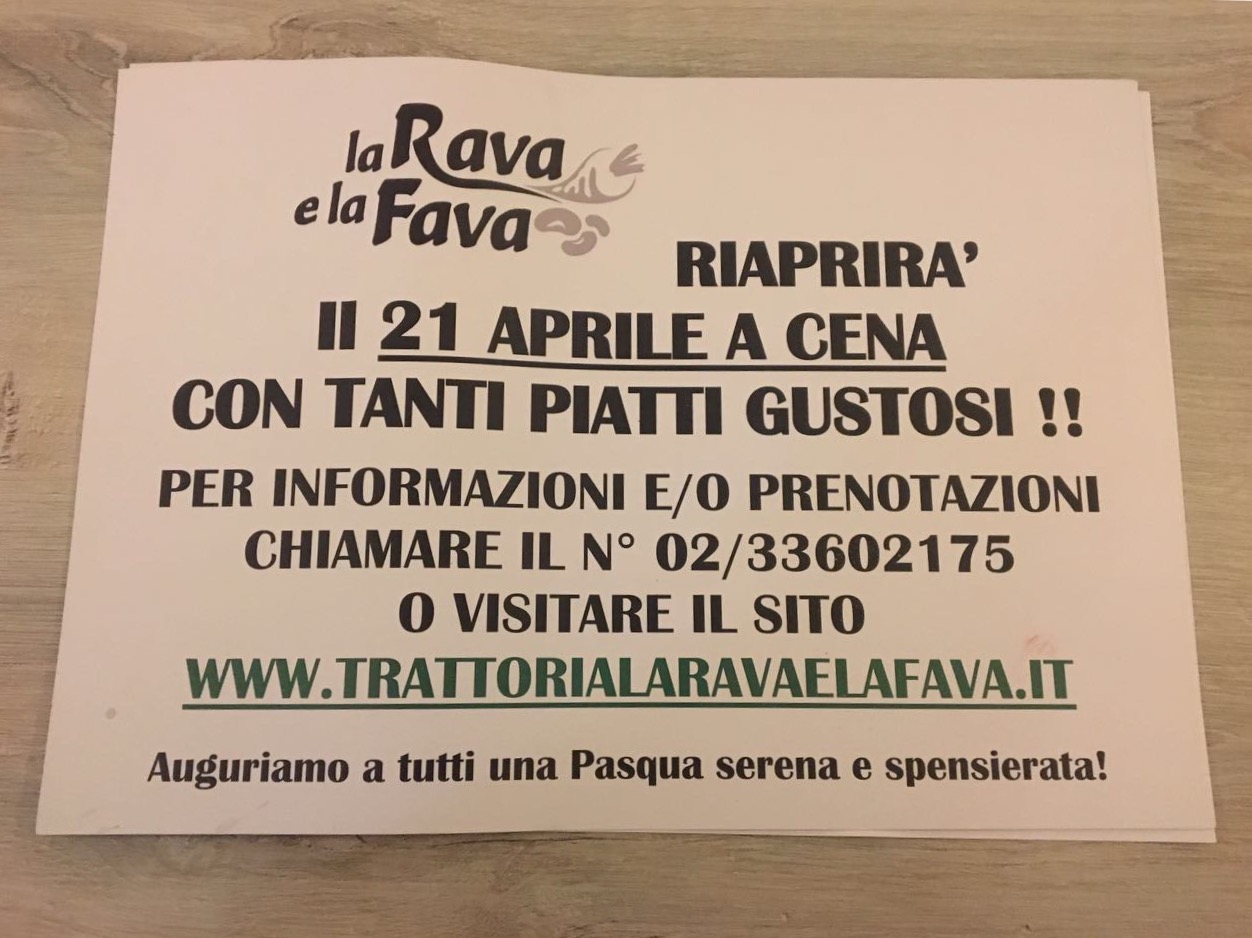 la Rava
e la Fava
RIAPRIRA'
Il 21 APRILE A CENA
CON TANTI PIATTI GUSTOSI !!
PER INFORMAZIONI E/O PRENOTAZIONI
CHIAMARE IL N° 02/33602175
O VISITARE IL SITO
WWW.TRATTORIALARAVAELAFAVA.IT
Auguriamo a tutti una Pasqua serena e spensierata!